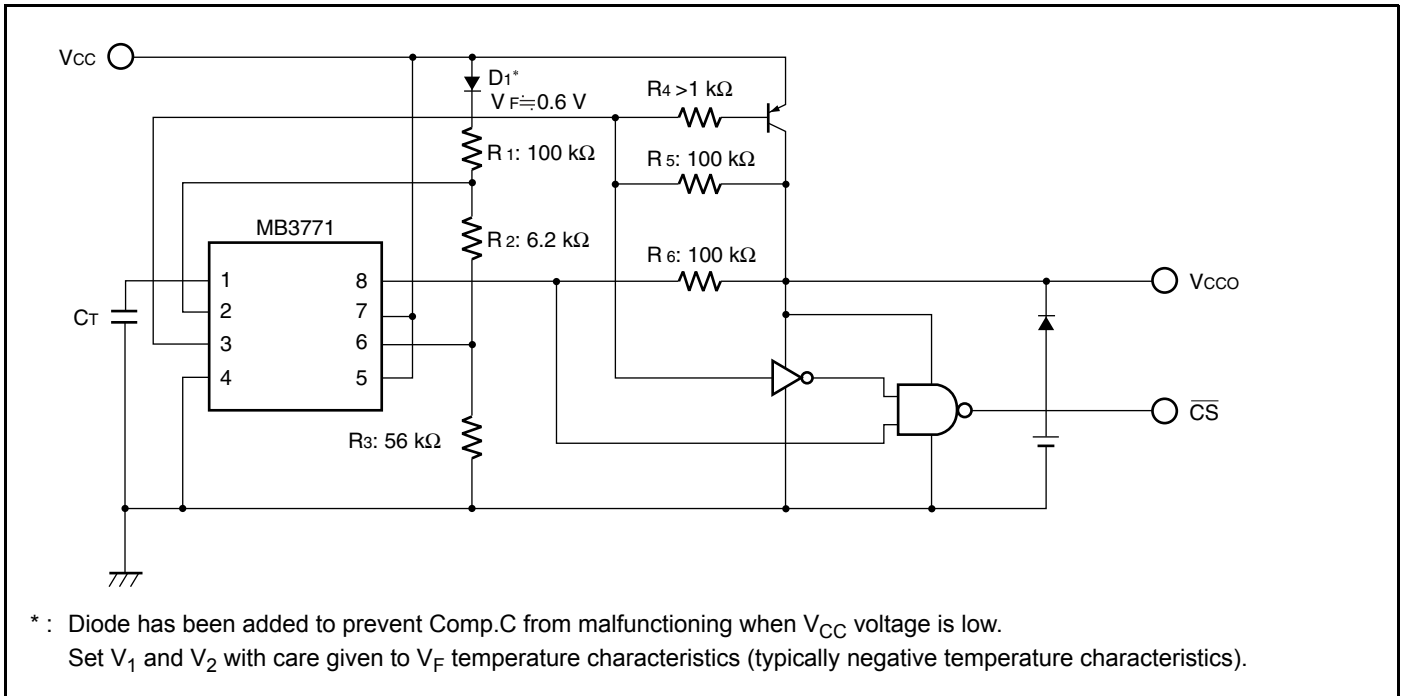 VCC
D1*
VF≒0.6 V
R4 >1 kΩ
R1: 100 kΩ
R5: 100 kΩ
MB3771
R2: 6.2 kΩ
R6: 100 kΩ
1 8
2 7
3 6
4 5
CT
VCCO
R3: 56 kΩ
CS
* : Diode has been added to prevent Comp.C from malfunctioning when VCC voltage is low.
Set V1 and V2 with care given to VF temperature characteristics (typically negative temperature characteristics).